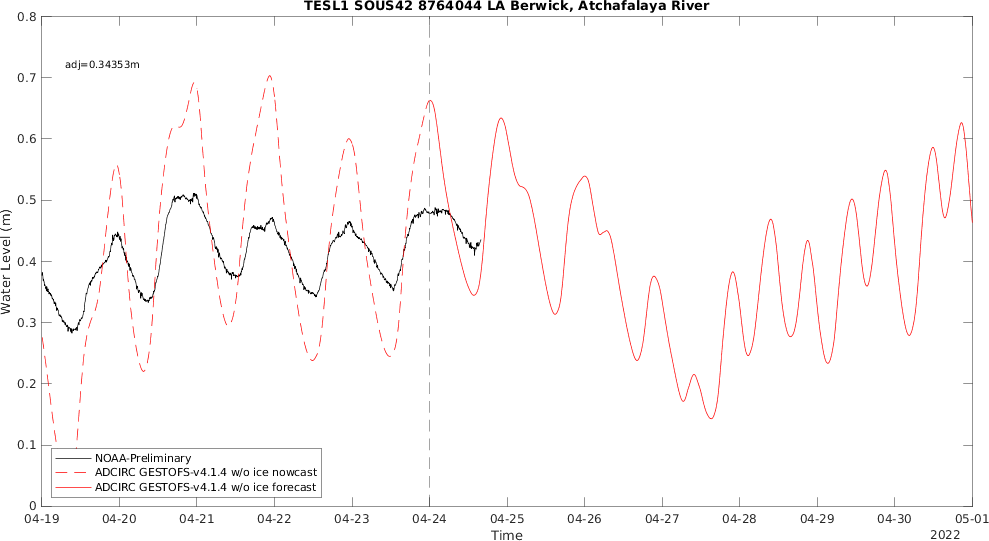 TESL1 SOUS42 8764044 LA Berwick, Atchafalaya River
0.8
0.7
0.6
0.5
0.4
0.3
0.2
0.1
0
Water Level (m)
adj=0.34353m
NOAA-Preliminary
ADCIRC GESTOFS-v4.1.4 w/o ice nowcast
ADCIRC GESTOFS-v4.1.4 w/o ice forecast
04-19 04-20 04-21 04-22 04-23 04-24 04-25 04-26 04-27 04-28 04-29 04-30 05-01
Time
2022